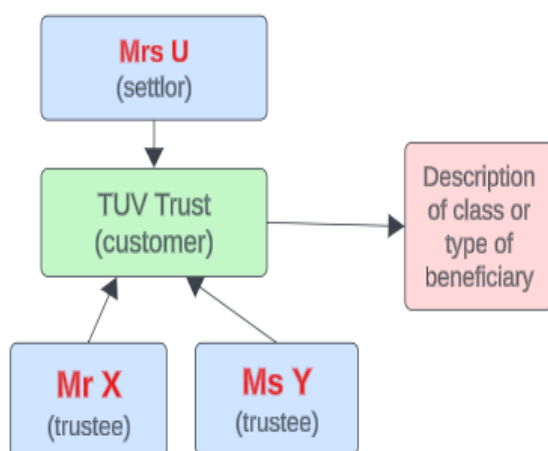 Mrs U
(settlor)
TUV Trust
(customer)
Description
of class or
type of
beneficiary
Mr X
(trustee)
Ms Y
(trustee)